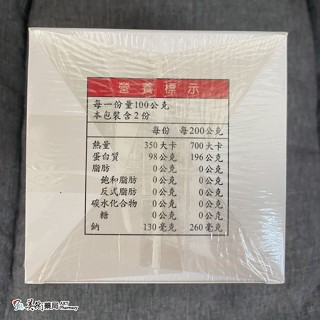 營養標示
每一份量100公克
本包裝含2份
每份 每200公克
熱量 350大卡 700大卡
蛋白質 98公克 196公克
脂肪 0公克 0公克
飽和脂肪 0公克 0公克
反式脂肪 0公克 0公克
碳水化合物 0公克 0公克
糖 0公克 0公克
鈉 130毫克 260毫克